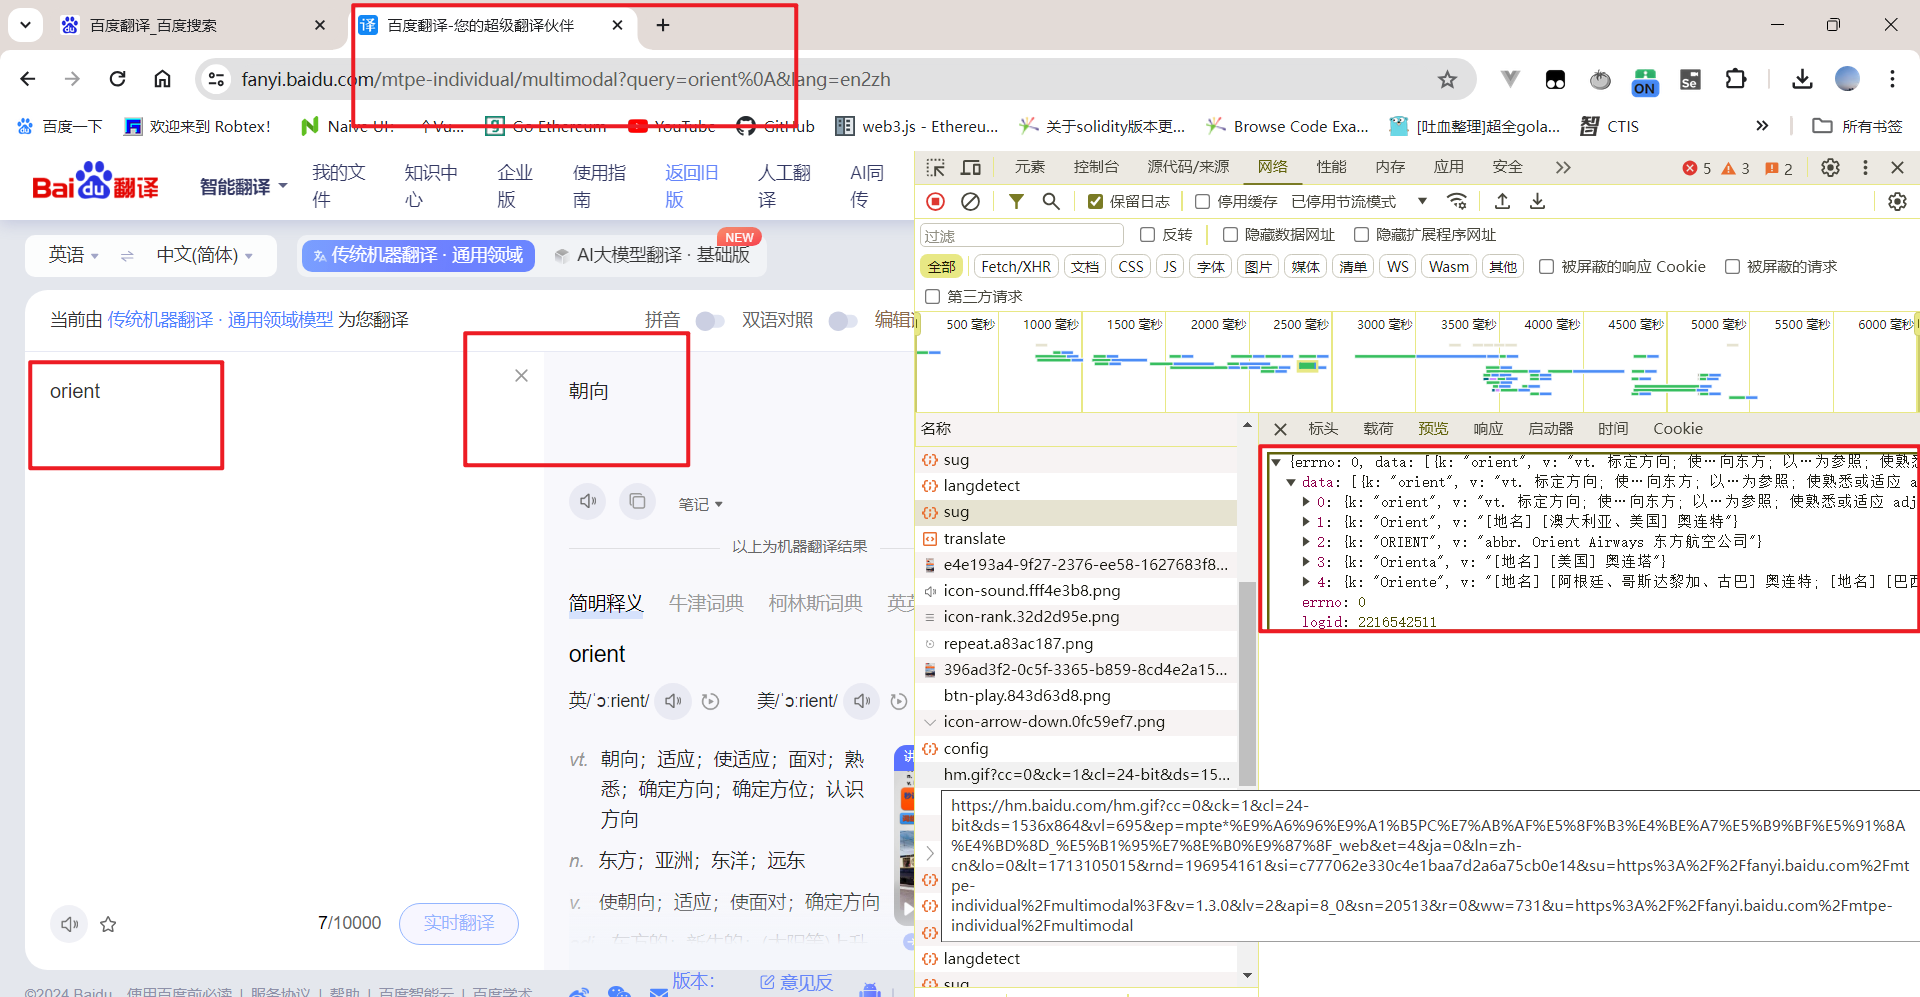 百度翻译_百度搜索
译 百度翻译-您的超级翻译伙伴
fanyi.baidu.com/mtpe-individual/multimodal?query=orient%0A&lang=en2zh
ON
Se
百度一下 欢迎来到 Robtex! Naive UI: Vu... Go Ethereum YouTube GitHub web3.js - Ethereu... 关于solidity版本更... Browse Code Exa... [吐血整理]超全gola... CTIS 所有书签
Bai du 翻译 智能翻译
我的文件
知识中心
企业版
使用指南
返回旧版
人工翻译
AI同传
英语 中文(简体) 传统机器翻译 · 通用领域 AI大模型翻译 · 基础版
NEW
当前由 传统机器翻译 · 通用领域模型 为您翻译 拼音 双语对照
orient
朝向
笔记
以上为机器翻译结果
简明释义 牛津词典 柯林斯词典
orient
英/ˈɔːrient/ 美/ˈɔːrient/
vt. 朝向；适应；使适应；面对；熟
悉；确定方向；确定方位；认识
方向
n. 东方；亚洲；东洋；远东
v. 使朝向；适应；使面对；确定方向
7/10000 实时翻译
版本: 意见反
©2024 Baidu 使用百度前必读 | 服务协议 | 帮助 | 百度智能云 | 百度学术
元素 控制台 源代码/来源 网络 性能 内存 应用 安全 5 3 2
保留日志 停用缓存 已停用节流模式
过滤 反转 隐藏数据网址 隐藏扩展程序网址
全部 Fetch/XHR 文档 CSS JS 字体 图片 媒体 清单 WS Wasm 其他 被屏蔽的响应 Cookie 被屏蔽的请求
第三方请求
500 毫秒 1000 毫秒 1500 毫秒 2000 毫秒 2500 毫秒 3000 毫秒 3500 毫秒 4000 毫秒 4500 毫秒 5000 毫秒 5500 毫秒 6000 毫秒
名称
sug
langdetect
sug
translate
e4e193a4-9f27-2376-ee58-1627683f8...
icon-sound.fff4e3b8.png
icon-rank.32d2d95e.png
repeat.a83ac187.png
396ad3f2-0c5f-3365-b859-8cd4e2a15...
btn-play.843d63d8.png
icon-arrow-down.0fc59ef7.png
config
hm.gif?cc=0&ck=1&cl=24-bit&ds=15...
https://hm.baidu.com/hm.gif?cc=0&ck=1&cl=24-
bit&ds=1536x864&vl=695&ep=mpte*%E9%A6%96%E9%A1%B5PC%E7%AB%AF%E5%8F%B3%E4%BE%A7%E5%B9%BF%E5%91%8A
%E4%BD%8D_%E5%B1%95%E7%8E%B0%E9%87%8F_web&et=4&ja=0&ln=zh-
cn&lo=0&lt=1713105015&rnd=196954161&si=c777062e330c4e1baa7d2a6a75cb0e14&su=https%3A%2F%2Ffanyi.baidu.com%2Fmt
pe-
individual%2Fmultimodal%3F&v=1.3.0&lv=2&api=8_0&sn=20513&r=0&ww=731&u=https%3A%2F%2Ffanyi.baidu.com%2Fmtpe-
individual%2Fmultimodal
langdetect
sug
标头 载荷 预览 响应 启动器 时间 Cookie
{errno: 0, data: [{k: "orient", v: "vt. 标定方向; 使…向东方; 以…为参照; 使熟悉
data: [{k: "orient", v: "vt. 标定方向; 使…向东方; 以…为参照; 使熟悉或适应 a
0: {k: "orient", v: "vt. 标定方向; 使…向东方; 以…为参照; 使熟悉或适应 adj
1: {k: "Orient", v: "[地名] [澳大利亚、美国] 奥连特"}
2: {k: "ORIENT", v: "abbr. Orient Airways 东方航空公司"}
3: {k: "Orienta", v: "[地名] [美国] 奥连塔"}
4: {k: "Oriente", v: "[地名] [阿根廷、哥斯达黎加、古巴] 奥连特; [地名] [巴西
errno: 0
logid: 2216542511